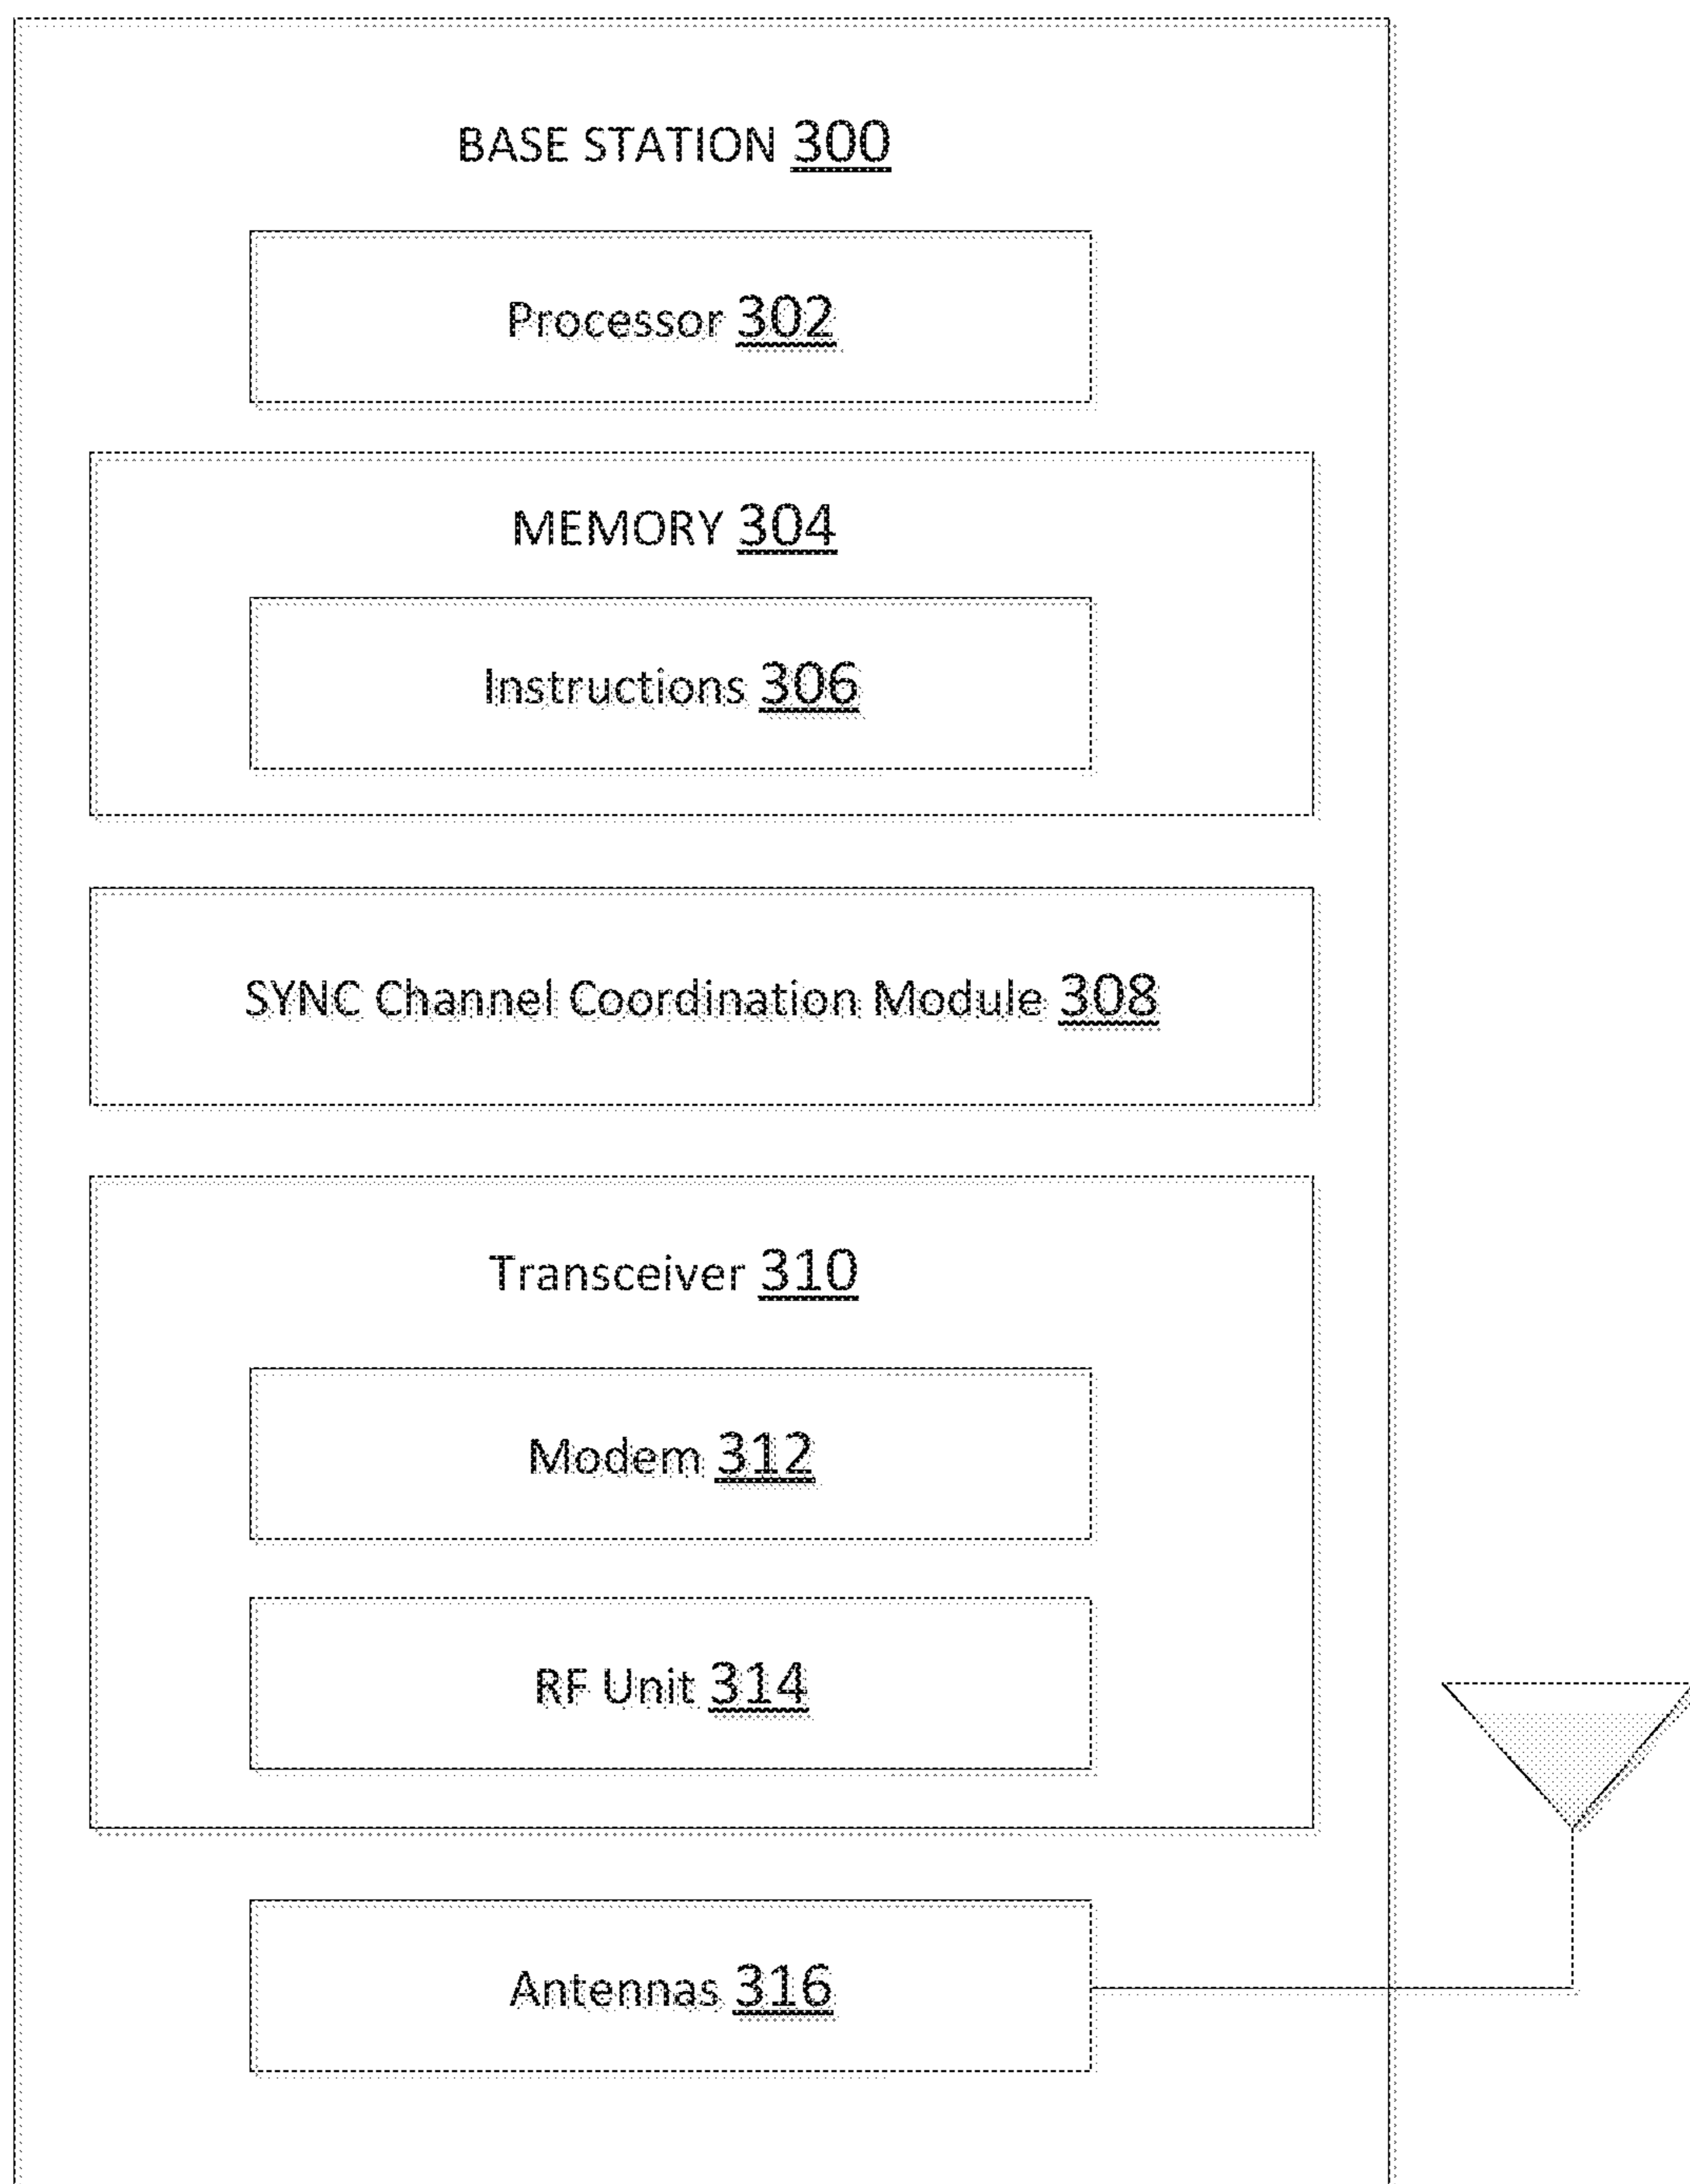 BASE STATION 300
Processor 302
MEMORY 304
Instructions 306
SYNC Channel Coordination Module 308
Transceiver 310
Modem 312
RF Unit 314
Antennas 316